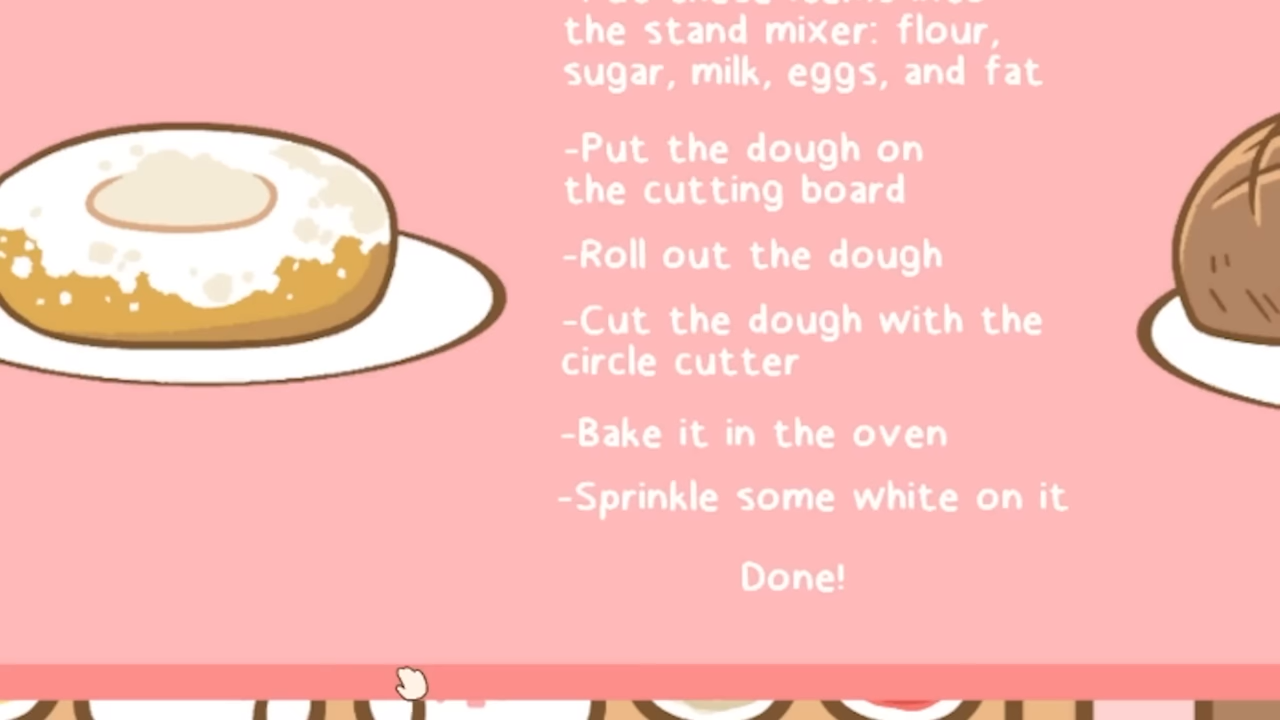 the stand mixer: flour,
sugar, milk, eggs, and fat
-Put the dough on
the cutting board
-Roll out the dough
-Cut the dough with the
circle cutter
-Bake it in the oven
-Sprinkle some white on it
Done!